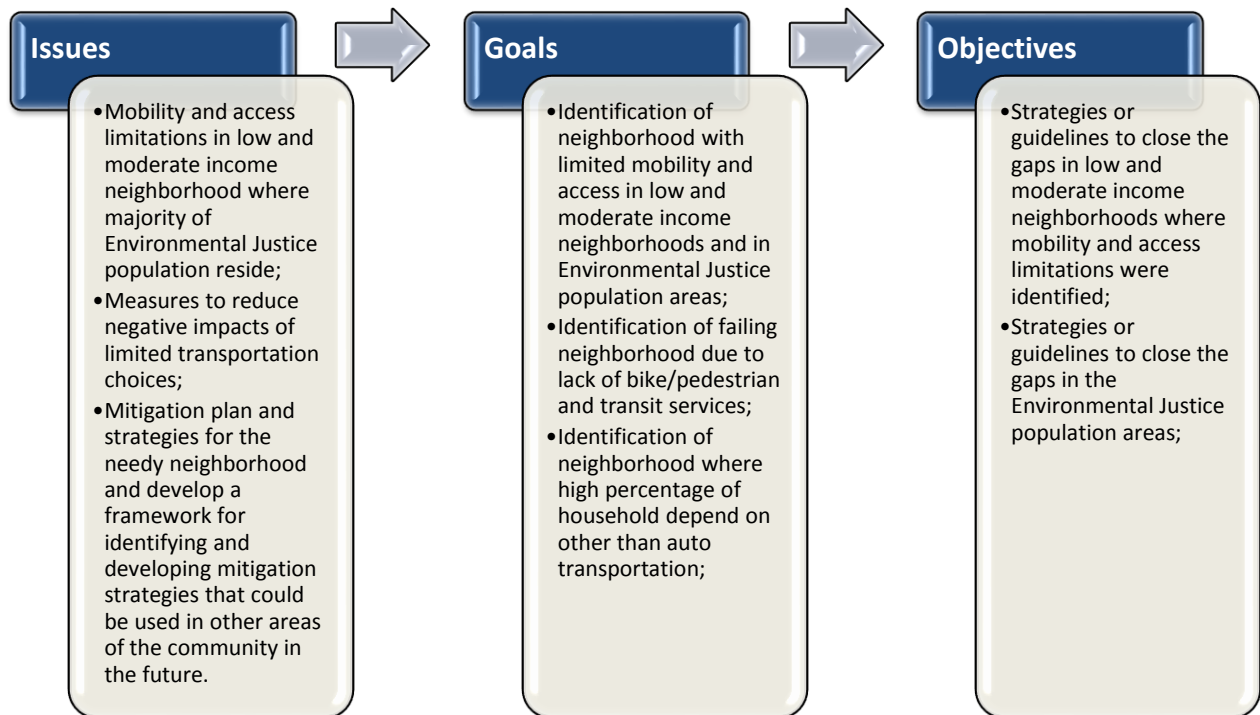 Issues
•Mobility and access
limitations in low and
moderate income
neighborhood where
majority of
Environmental Justice
population reside;
•Measures to reduce
negative impacts of
limited transportation
choices;
•Mitigation plan and
strategies for the
needy neighborhood
and develop a
framework for
identifying and
developing mitigation
strategies that could
be used in other areas
of the community in
the future.
Goals
•Identification of
neighborhood with
limited mobility and
access in low and
moderate income
neighborhoods and in
Environmental Justice
population areas;
•Identification of failing
neighborhood due to
lack of bike/pedestrian
and transit services;
•Identification of
neighborhood where
high percentage of
household depend on
other than auto
transportation;
Objectives
•Strategies or
guidelines to close the
gaps in low and
moderate income
neighborhoods where
mobility and access
limitations were
identified;
•Strategies or
guidelines to close the
gaps in the
Environmental Justice
population areas;